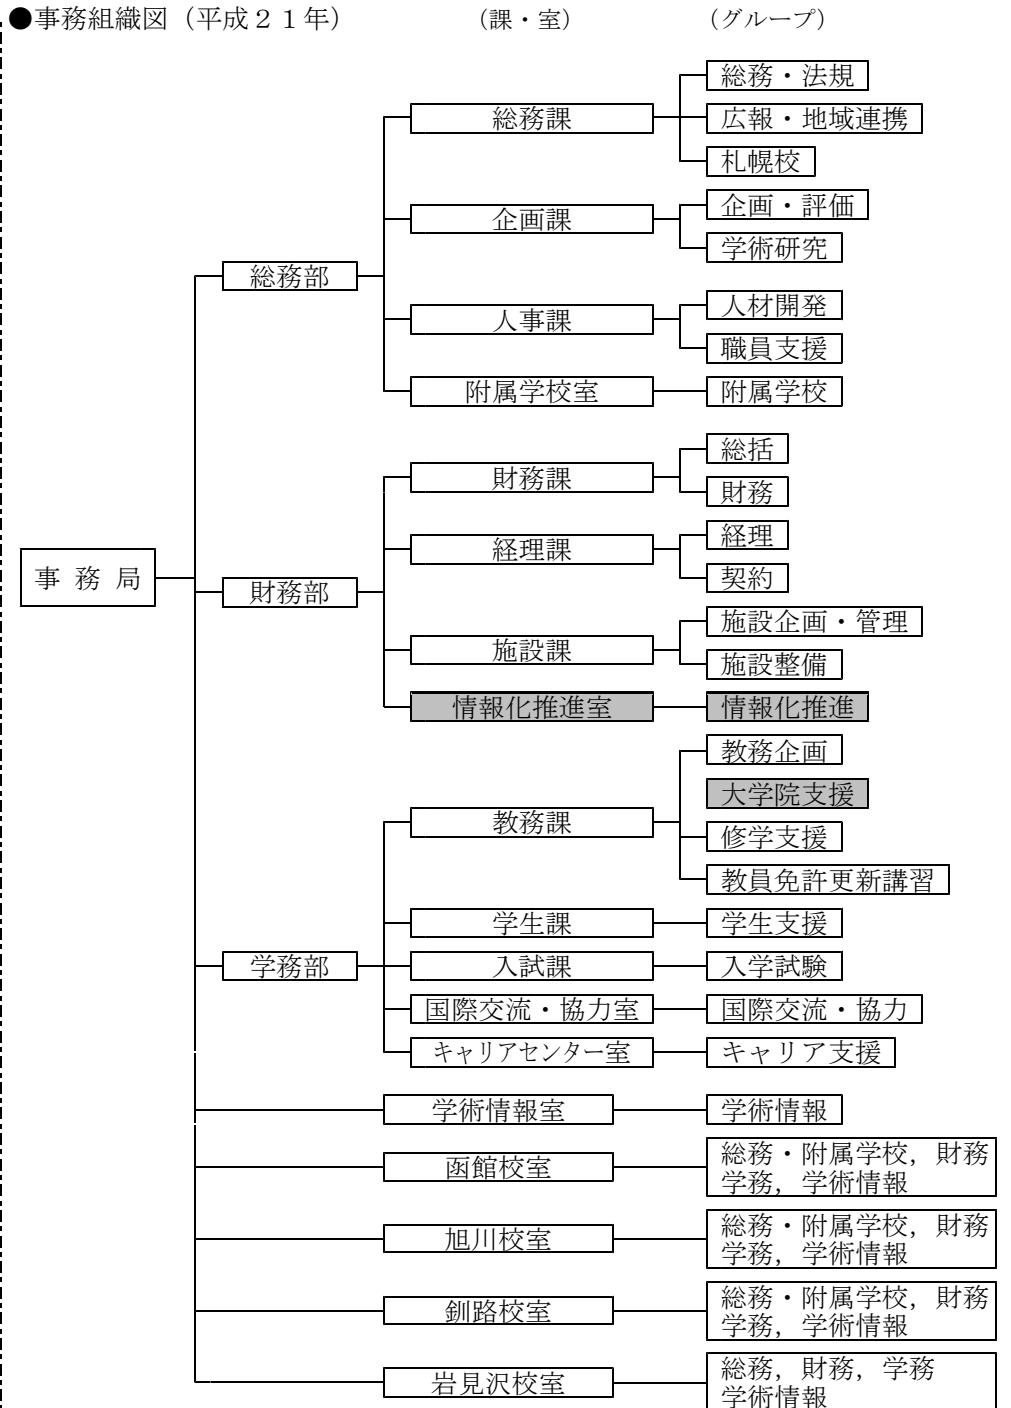 ●事務組織図（平成２１年） （課・室） （グループ）
総務・法規
総務課 広報・地域連携
札幌校
企画・評価
企画課
学術研究
総務部
人材開発
人事課
職員支援
附属学校室 附属学校
総括
財務課
財務
経理
経理課
契約
事務局
財務部
施設企画・管理
施設課
施設整備
情報化推進室 情報化推進
教務企画
大学院支援
教務課
修学支援
教員免許更新講習
学生課 学生支援
学務部 入試課 入学試験
国際交流・協力室 国際交流・協力
キャリアセンター室 キャリア支援
学術情報室 学術情報
函館校室
総務・附属学校，財務
学務，学術情報
旭川校室
総務・附属学校，財務
学務，学術情報
釧路校室
総務・附属学校，財務
学務，学術情報
岩見沢校室
総務，財務，学務
学術情報